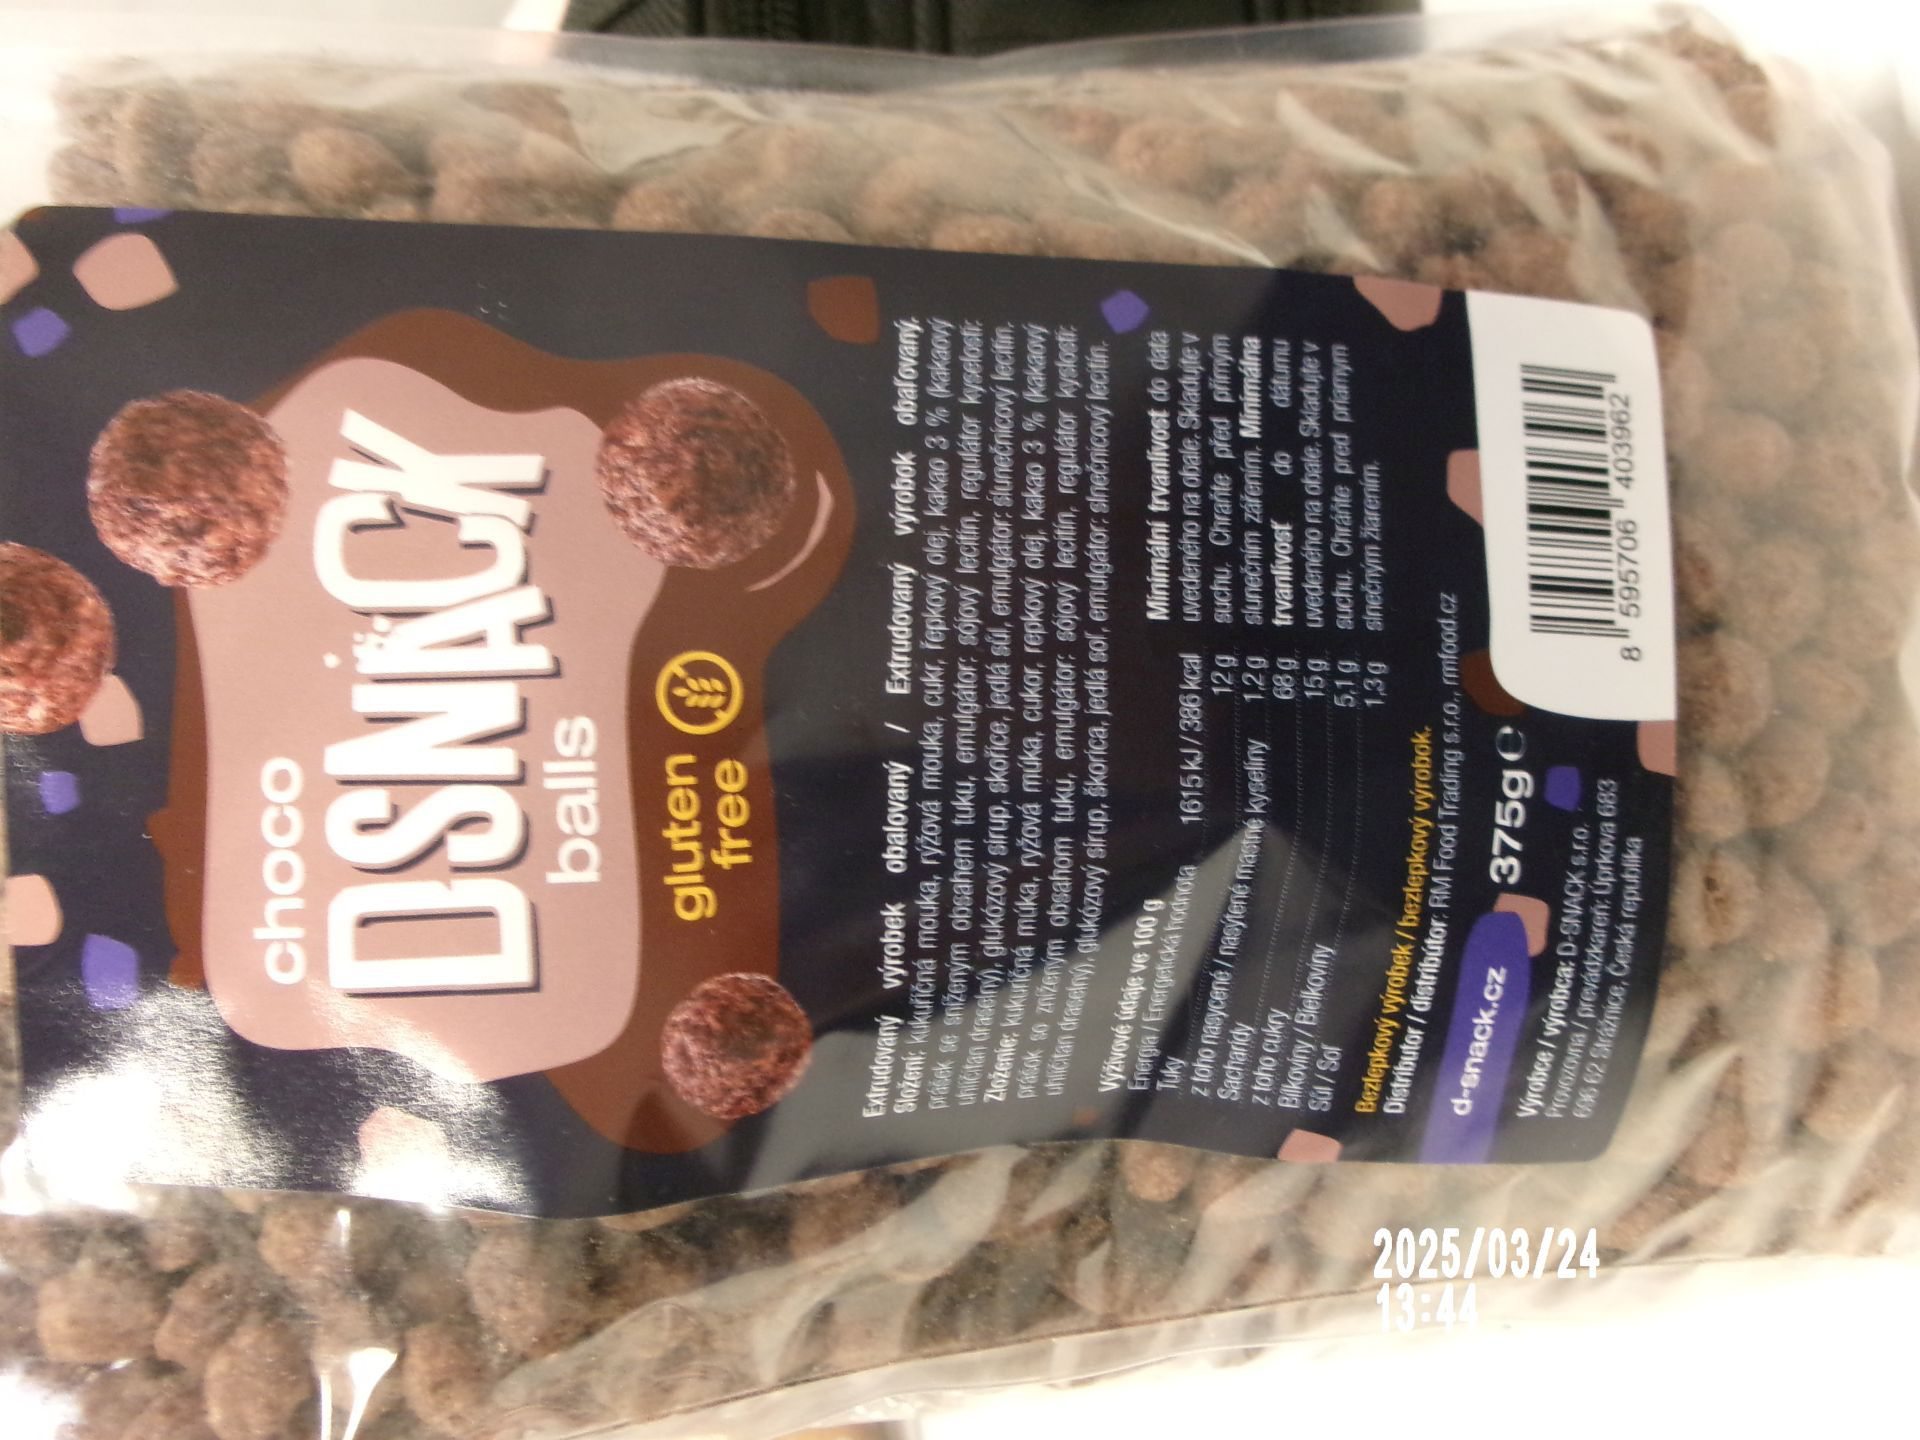 choco
DSNACK
balls
gluten
free
Extrudovaný výrobek obalovaný / Extrudovaný výrobok obaľovaný.
Složení: kukuřičná mouka, rýžová mouka, cukr, řepkový olej, kakao 3 % (kakaový
prášek se sníženým obsahem tuku, emulgátor: sójový lecitin, regulátor kyselosti:
uhličitan draselný), glukózový sirup, skořice, jedlá sůl, emulgátor: slunečnicový lecitin.
Zloženie: kukuričná múka, ryžová múka, cukor, repkový olej, kakao 3 % (kakaový
prášok so zníženým obsahom tuku, emulgátor: sójový lecitín, regulátor kyslosti:
uhličitan draselný), glukózový sirup, škorica, jedlá soľ, emulgátor: slnečnicový lecitín.
Výživové údaje ve 100 g
Energia / Energetická hodnota 1615 kJ / 386 kcal
Tuky 12 g
z toho nasycené / nasýtené mastné kyseliny 1,2 g
Sacharidy 68 g
z toho cukry 15 g
Bílkoviny / Bielkoviny 5,1 g
Sůl / Soľ 1,3 g
Minimální trvanlivost do data
uvedeného na obale. Skladujte v
suchu. Chraňte před přímým
slunečním zářením. Minimálna
trvanlivosť do dátumu
uvedeného na obale. Skladujte v
suchu. Chráňte pred priamym
slnečným žiarením.
Bezlepkový výrobek / bezlepkový výrobok.
Distributor / distribútor: RM Food Trading s.r.o., rmfood.cz
d-snack.cz
375g e
Výrobce / výrobca: D-SNACK s.r.o.
Provozovna / prevádzkareň: Úprkova 683
696 62 Strážnice, Česká republika
8 595706 403962
2025/03/24
13:44